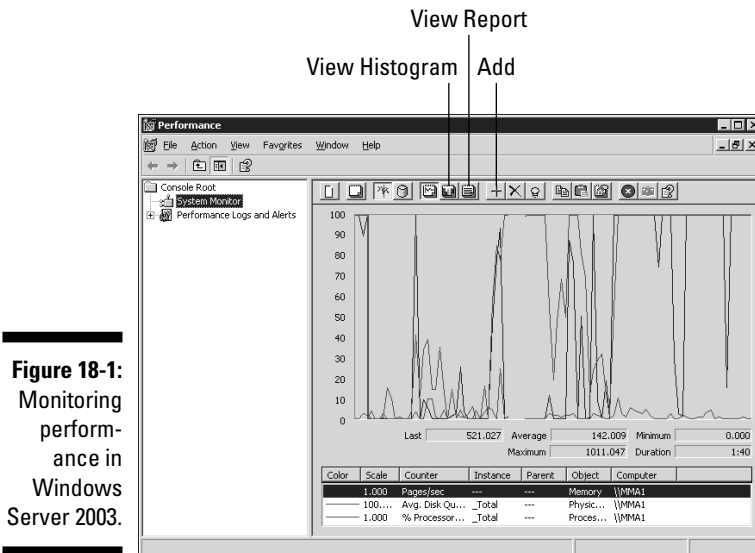 View Report
View Histogram
Add
Performance
File Action View Favorites Window Help
Console Root
System Monitor
Performance Logs and Alerts
100
90
80
70
60
50
40
30
20
10
0
Last 521.027 Average 142.009 Minimum 0.000
Maximum 1011.047 Duration 1:40
Color Scale Counter Instance Parent Object Computer
1.000 Pages/sec --- --- Memory \\MMA1
100.... Avg. Disk Qu... _Total --- Physic... \\MMA1
1.000 % Processor... _Total --- Proces... \\MMA1
Figure 18-1:
Monitoring
perform-
ance in
Windows
Server 2003.